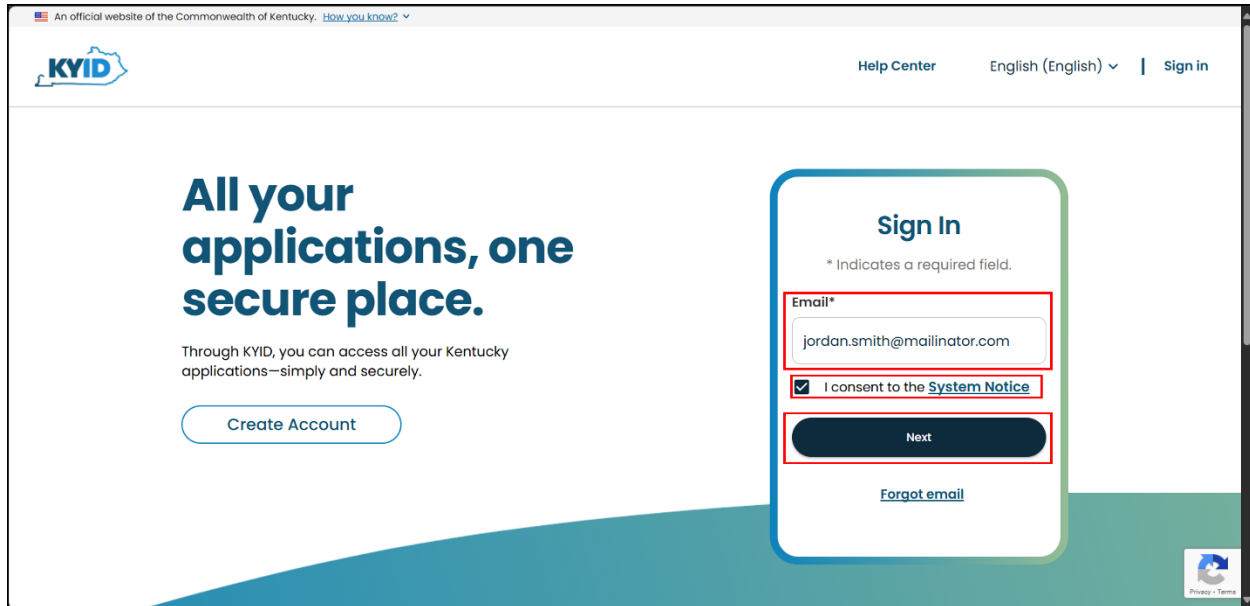 An official website of the Commonwealth of Kentucky. How you know?
KYID
Help Center
English (English)
Sign in
All your
applications, one
secure place.
Through KYID, you can access all your Kentucky
applications—simply and securely.
Create Account
Sign In
* Indicates a required field.
Email*
jordan.smith@mailinator.com
I consent to the System Notice
Next
Forgot email
Privacy - Terms